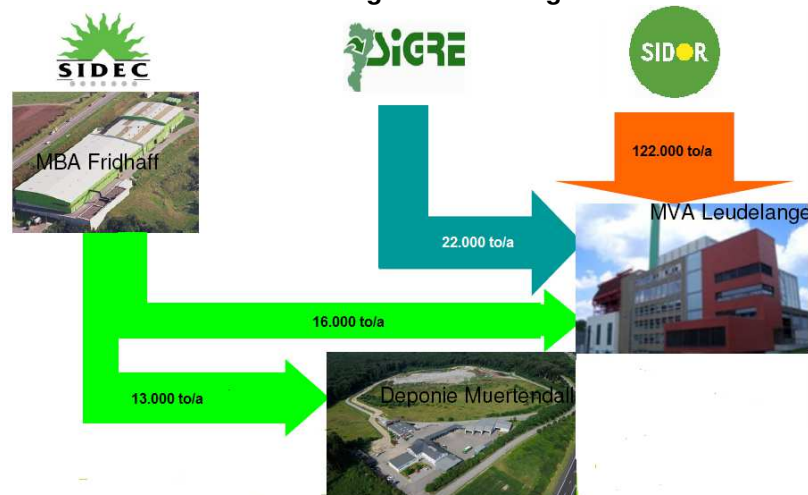 SIDEC
SiGRE
SIDOR
MBA Fridhaff
122.000 to/a
MVA Leudelange
22.000 to/a
16.000 to/a
Deponie Muertendall
13.000 to/a